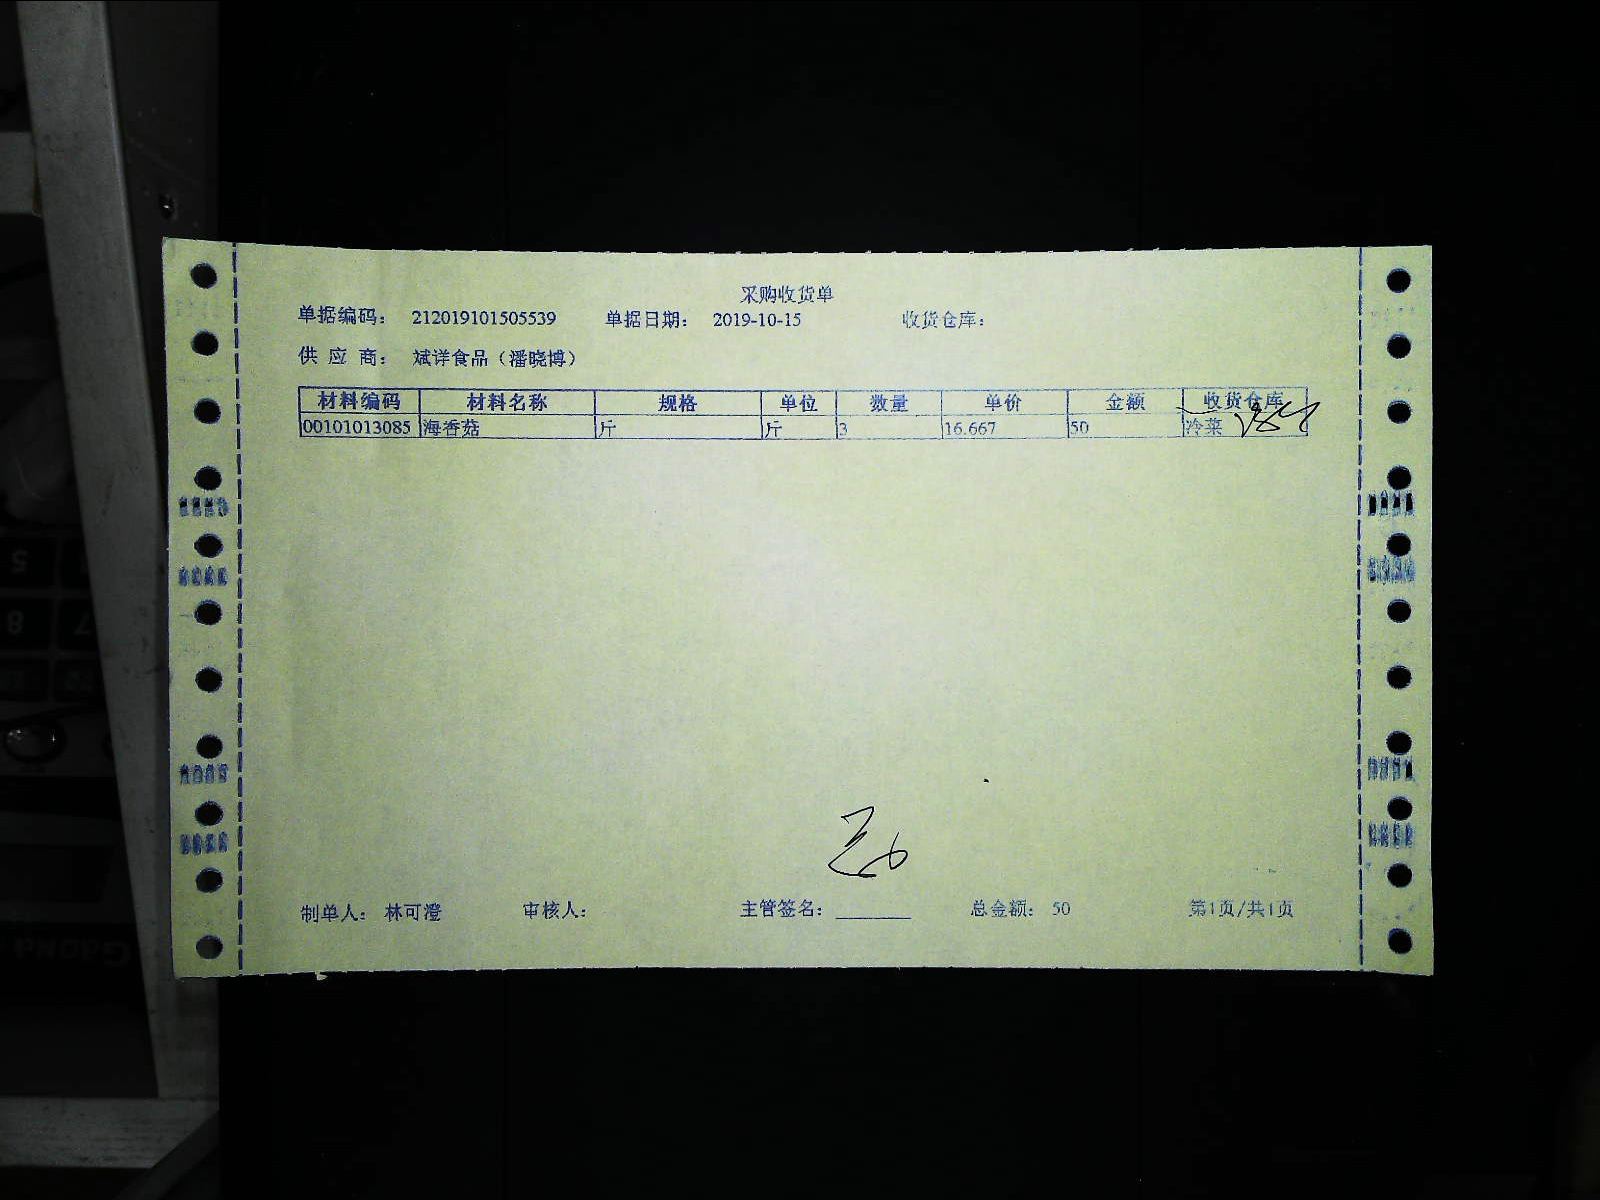 采购收货单
单据编码： 212019101505539 单据日期： 2019-10-15 收货仓库：
供 应 商： 斌详食品（潘晓博）
材料编码 材料名称 规格 单位 数量 单价 金额 收货仓库
00101013085 海香菇 斤 斤 3 16.667 50 冷菜
制单人： 林可澄 审核人： 主管签名： ________ 总金额： 50 第1页/共1页